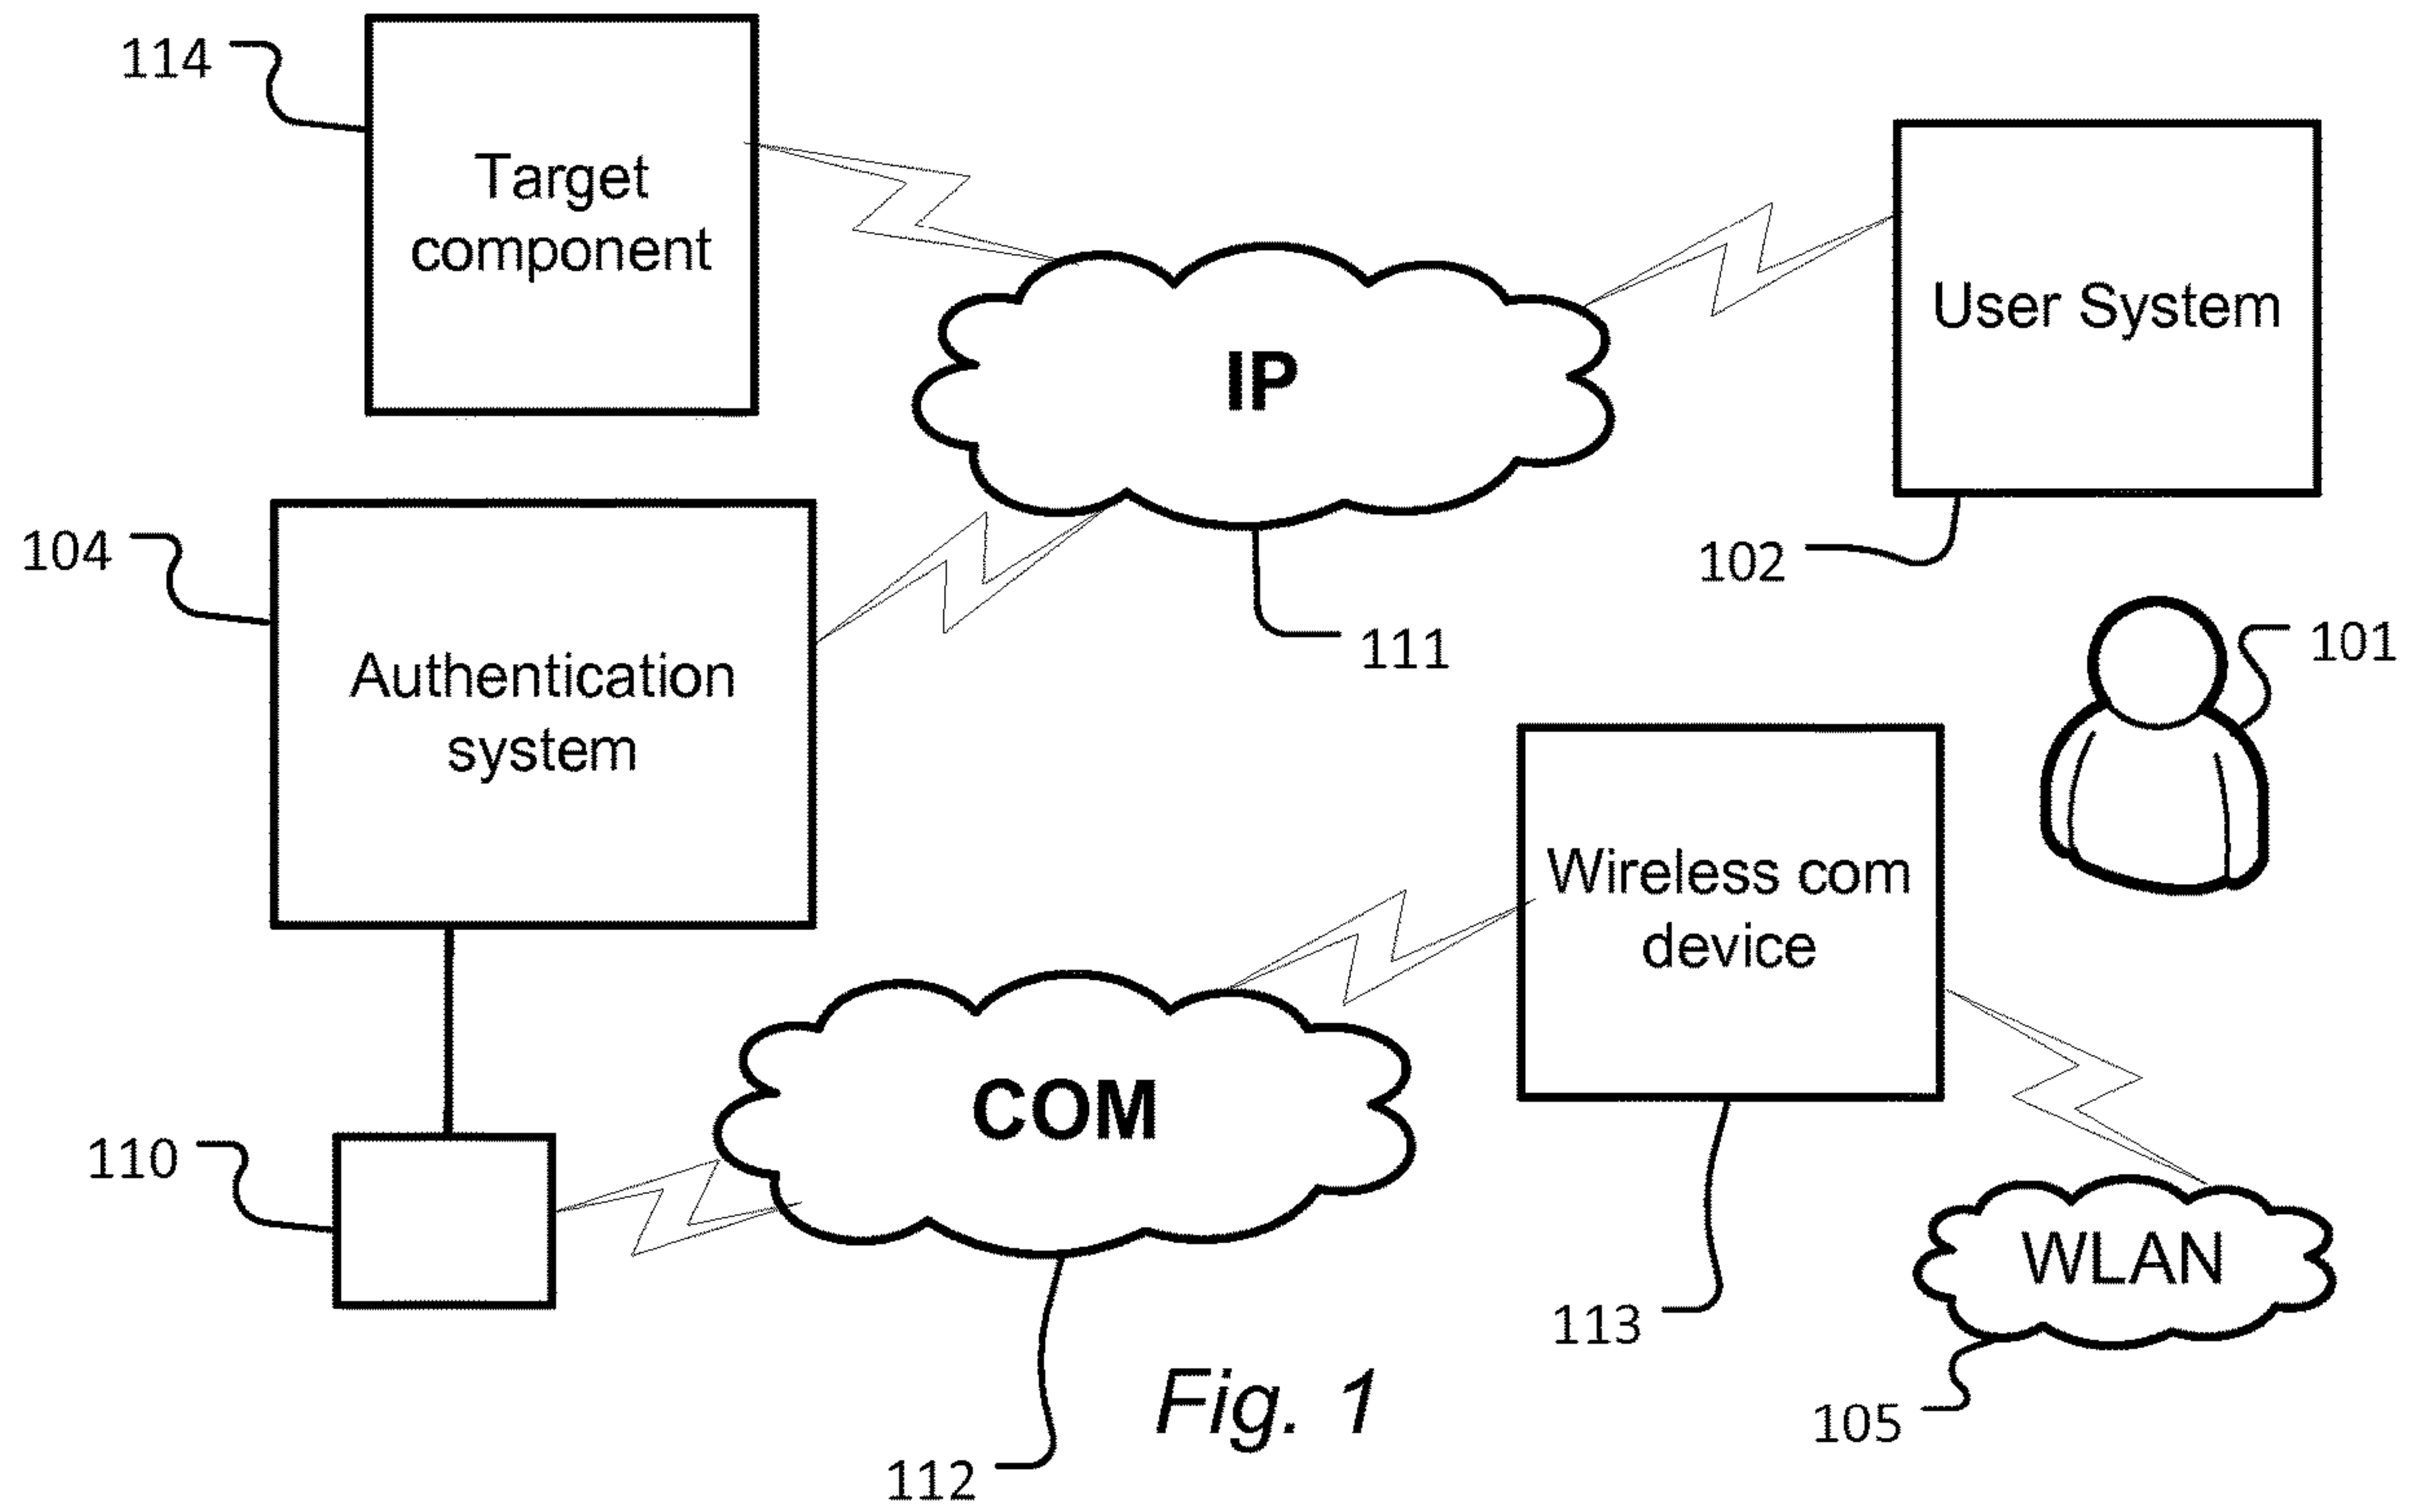 114
Target
component
User System
IP
102
104
111
101
Authentication
system
Wireless com
device
COM
110
WLAN
113
105
Fig. 1
112